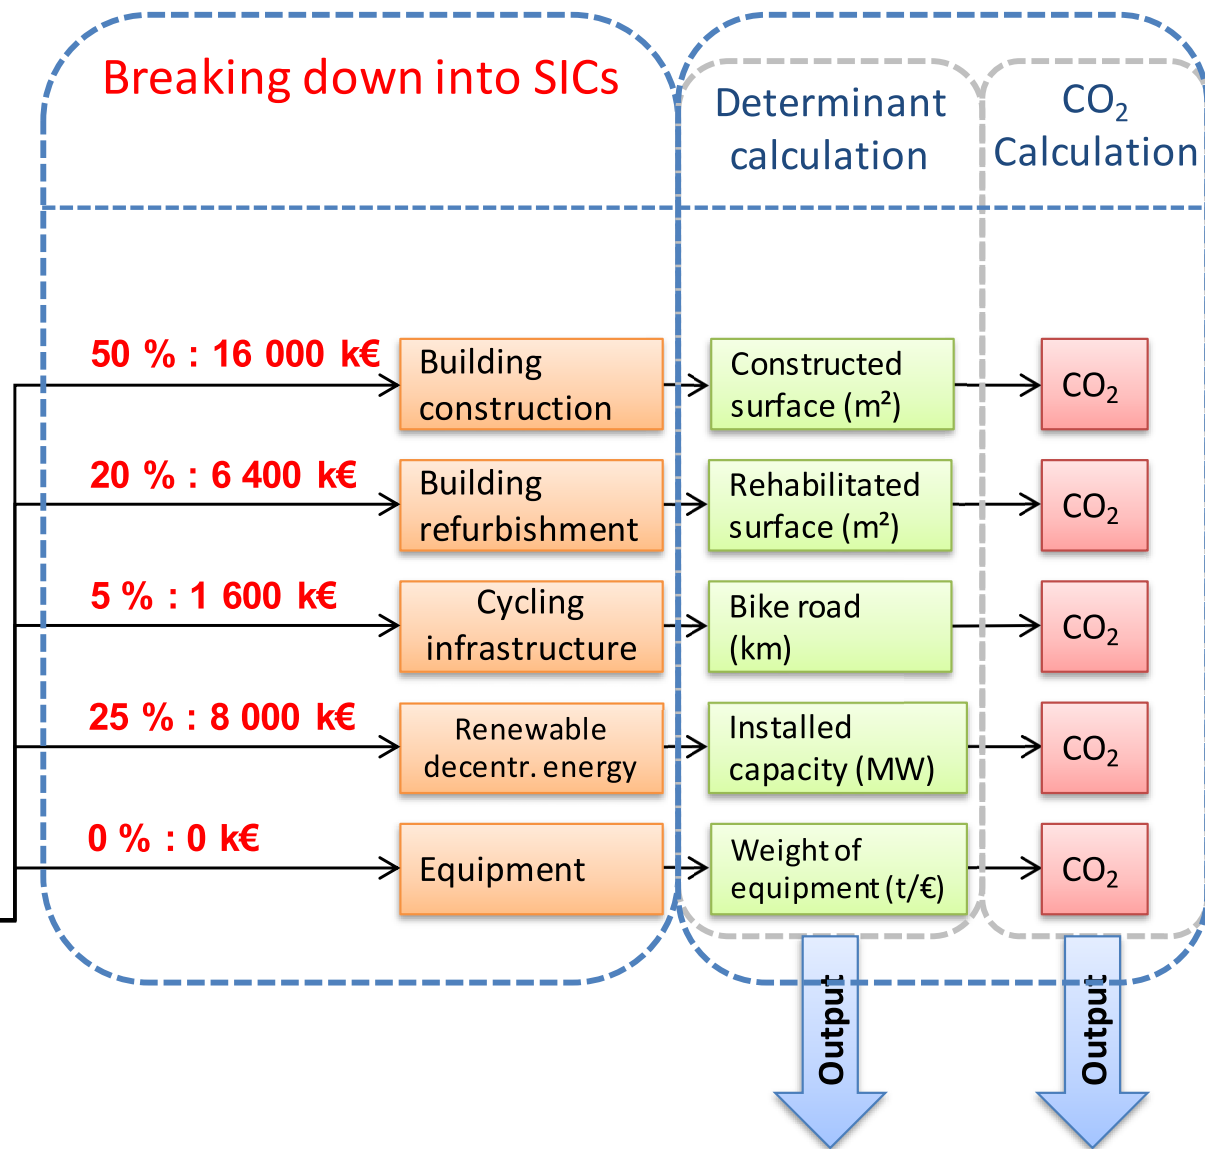 Breaking down into SICs
Determinant
calculation
CO₂
Calculation
50 % : 16 000 k€
Building
construction
Constructed
surface (m²)
CO₂
20 % : 6 400 k€
Building
refurbishment
Rehabilitated
surface (m²)
CO₂
5 % : 1 600 k€
Cycling
infrastructure
Bike road
(km)
CO₂
25 % : 8 000 k€
Renewable
decentr. energy
Installed
capacity (MW)
CO₂
0 % : 0 k€
Equipment
Weight of
equipment (t/€)
CO₂
Output
Output